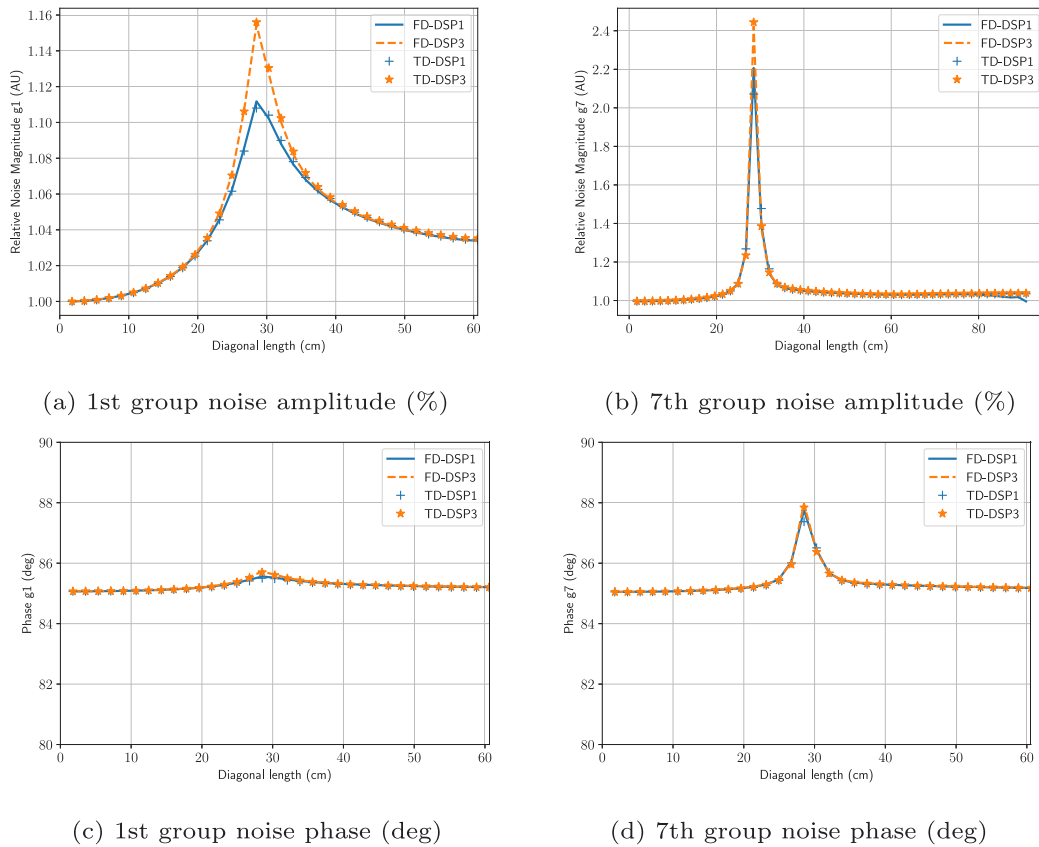 Relative Noise Magnitude g1 (AU)
1.16
1.14
1.12
1.10
1.08
1.06
1.04
1.02
1.00
0
10
20
30
40
50
60
Diagonal length (cm)
FD-DSP1
FD-DSP3
TD-DSP1
TD-DSP3
(a) 1st group noise amplitude (%)
Relative Noise Magnitude g7 (AU)
2.4
2.2
2.0
1.8
1.6
1.4
1.2
1.0
0
20
40
60
80
Diagonal length (cm)
FD-DSP1
FD-DSP3
TD-DSP1
TD-DSP3
(b) 7th group noise amplitude (%)
Phase g1 (deg)
90
88
86
84
82
80
0
10
20
30
40
50
60
Diagonal length (cm)
FD-DSP1
FD-DSP3
TD-DSP1
TD-DSP3
(c) 1st group noise phase (deg)
Phase g7 (deg)
90
88
86
84
82
80
0
10
20
30
40
50
60
Diagonal length (cm)
FD-DSP1
FD-DSP3
TD-DSP1
TD-DSP3
(d) 7th group noise phase (deg)